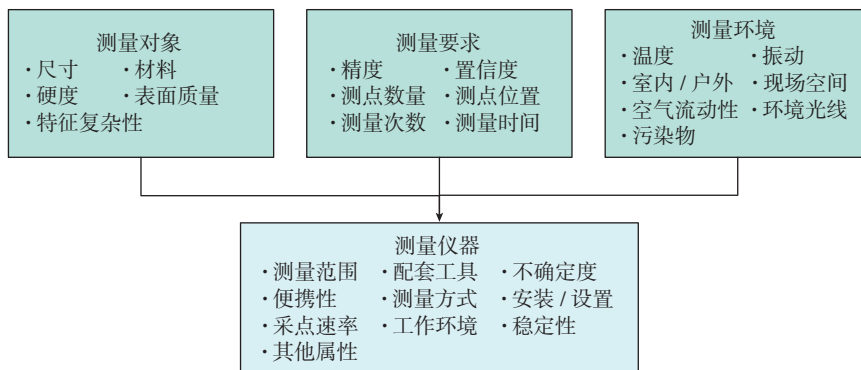 测量对象
·尺寸 ·材料
·硬度 ·表面质量
·特征复杂性
测量要求
·精度 ·置信度
·测点数量 ·测点位置
·测量次数 ·测量时间
测量环境
·温度 ·振动
·室内 / 户外 ·现场空间
·空气流动性 ·环境光线
·污染物
测量仪器
·测量范围 ·配套工具 ·不确定度
·便携性 ·测量方式 ·安装 / 设置
·采点速率 ·工作环境 ·稳定性
·其他属性